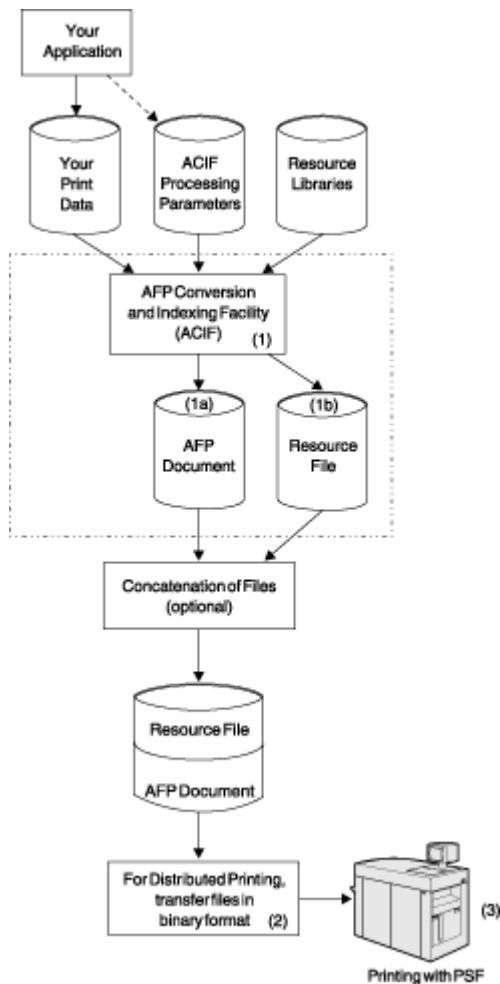 Your
Application
Your
Print
Data
ACIF
Processing
Parameters
Resource
Libraries
AFP Conversion
and Indexing Facility
(ACIF)
(1)
(1a)
AFP
Document
(1b)
Resource
File
Concatenation of Files
(optional)
Resource File
AFP Document
For Distributed Printing,
transfer files in
binary format
(2)
(3)
Printing with PSF